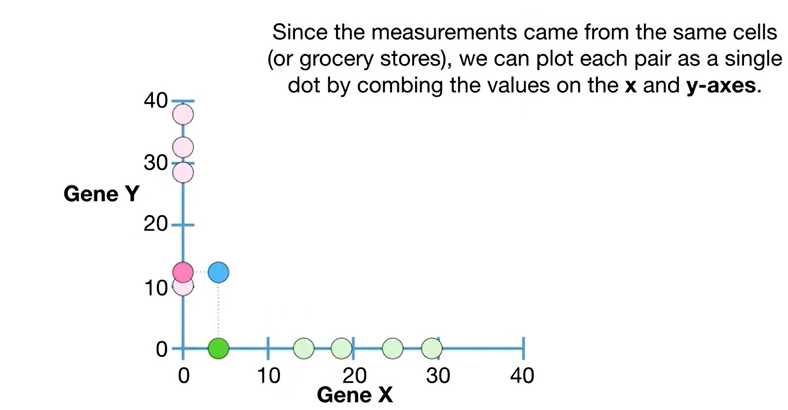 Since the measurements came from the same cells
(or grocery stores), we can plot each pair as a single
dot by combing the values on the x and y-axes.
40
30
Gene Y
20
10
0
0 10 20 30 40
Gene X